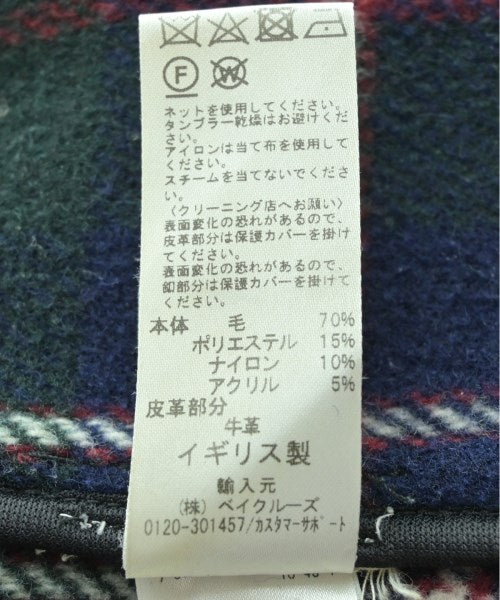 F W
ネットを使用してください。
タンブラー乾燥はお避けくだ
さい。
アイロンは当て布を使用して
ください。
スチームを当てないでくださ
い。
〈クリーニング店へお願い〉
表面変化の恐れがあるので、
皮革部分は保護カバーを掛け
てください。
表面変化の恐れがあるので、
釦部分は保護カバーを掛けて
ください。
本体 毛 70%
ポリエステル 15%
ナイロン 10%
アクリル 5%
皮革部分
牛革
イギリス製
輸入元
(株) ベイクルーズ
0120-301457/カスタマーサポート